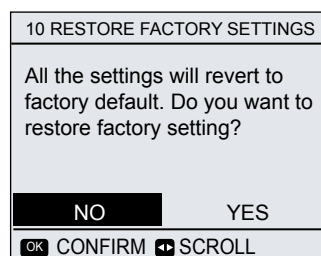 10 RESTORE FACTORY SETTINGS
All the settings will revert to
factory default. Do you want to
restore factory setting?
NO YES
OK CONFIRM ◄► SCROLL